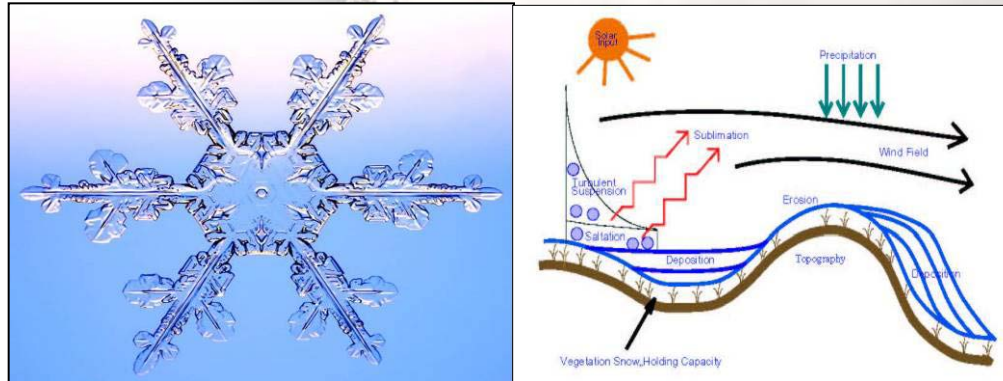 Solar
Input
Precipitation
Sublimation
Wind Field
Turbulent
Suspension
Erosion
Saltation
Deposition
Topography
Deposition
Vegetation Snow,Holding Capacity